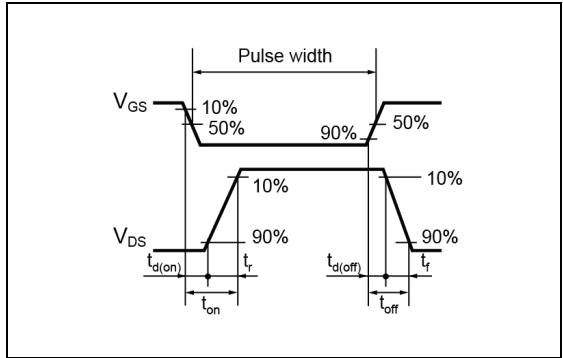 Pulse width
VGS
10%
50%
90%
50%
10%
10%
VDS
90%
90%
td(on)
tr
td(off)
tf
ton
toff